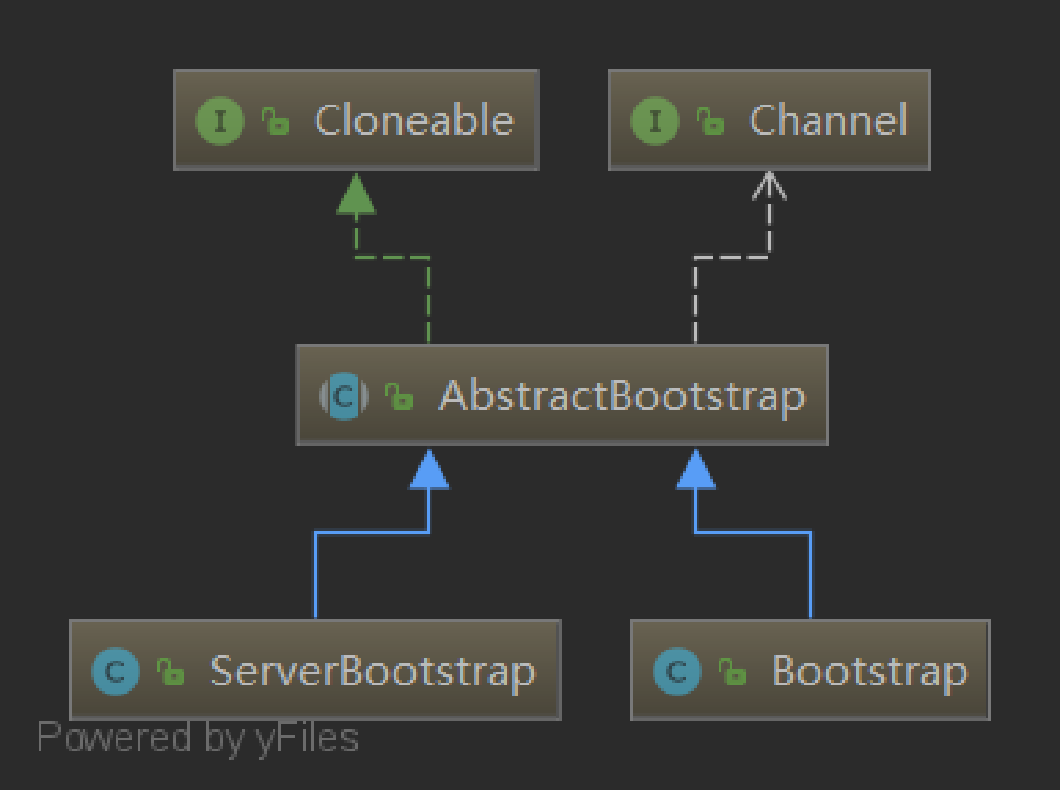 I Cloneable
I Channel
C AbstractBootstrap
C ServerBootstrap
C Bootstrap
Powered by yFiles